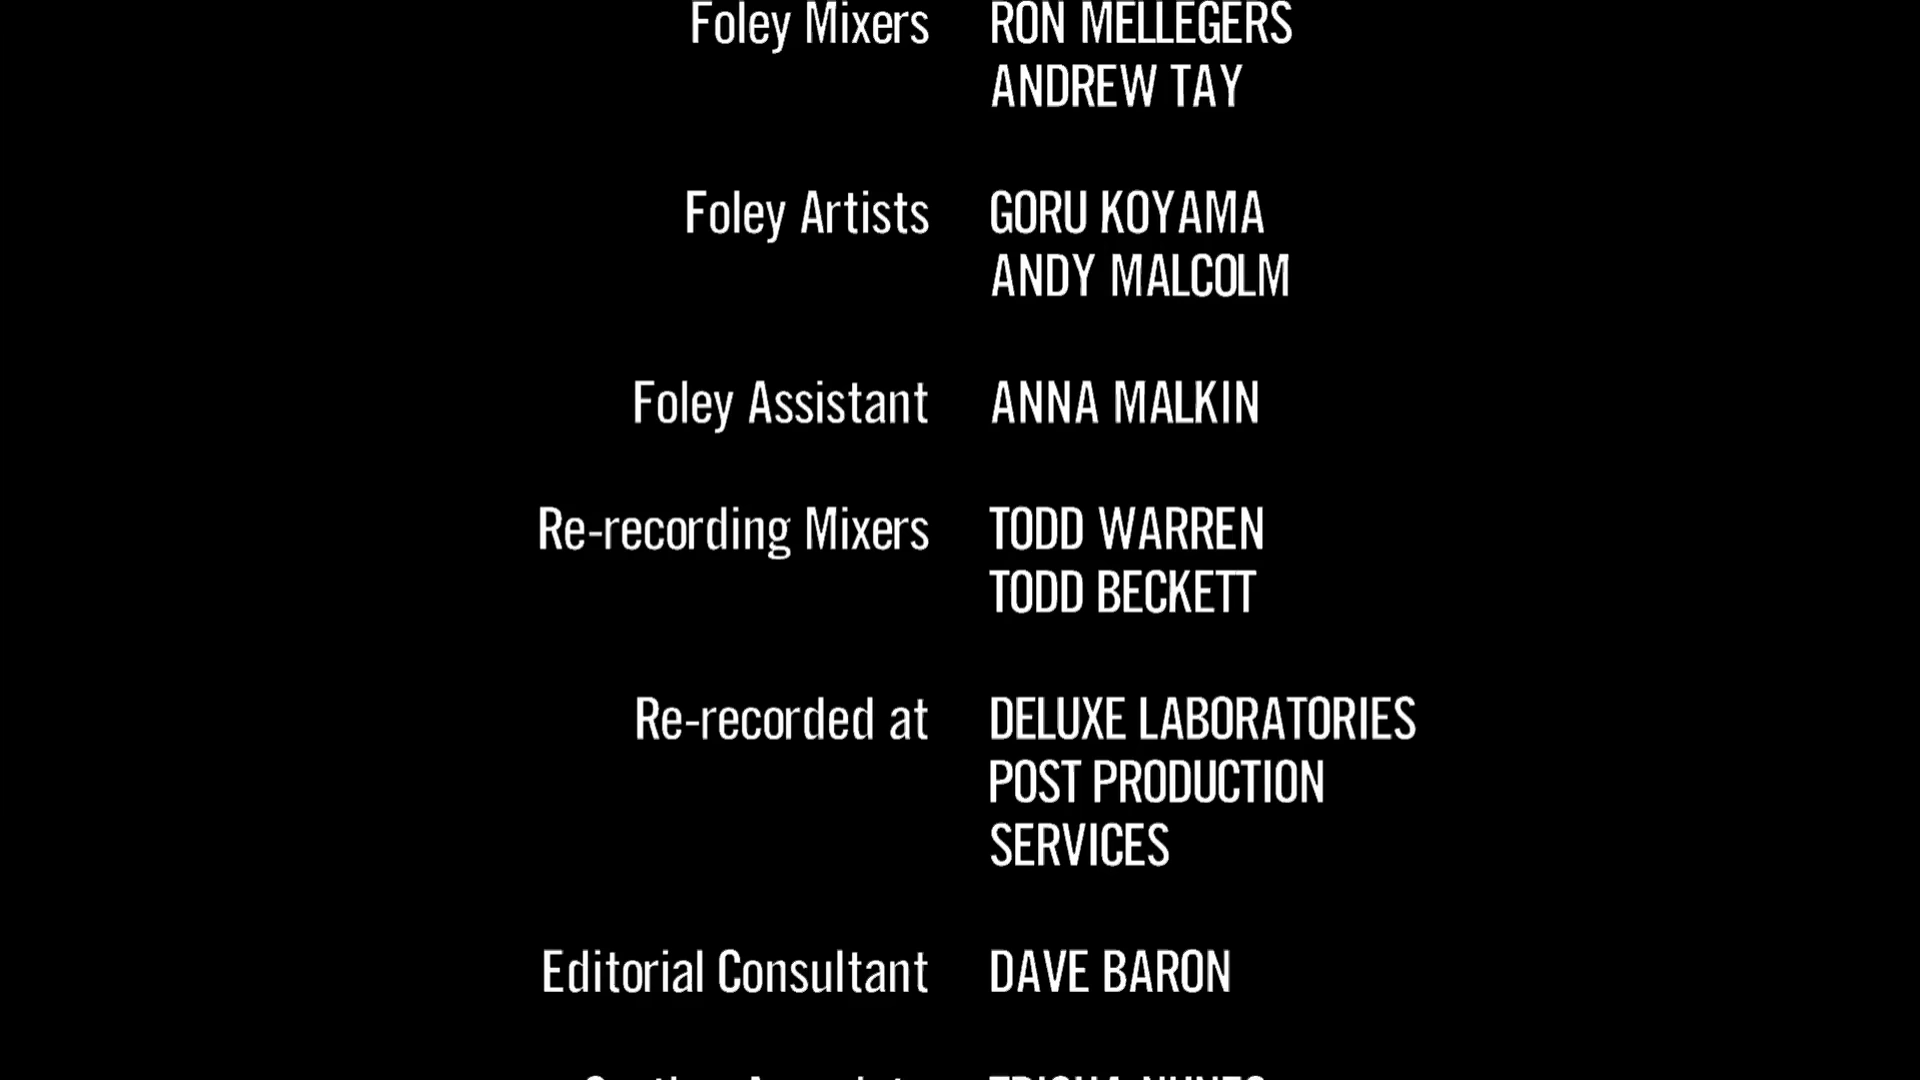 Foley Mixers RON MELLEGERS
ANDREW TAY
Foley Artists GORU KOYAMA
ANDY MALCOLM
Foley Assistant ANNA MALKIN
Re-recording Mixers TODD WARREN
TODD BECKETT
Re-recorded at DELUXE LABORATORIES
POST PRODUCTION
SERVICES
Editorial Consultant DAVE BARON